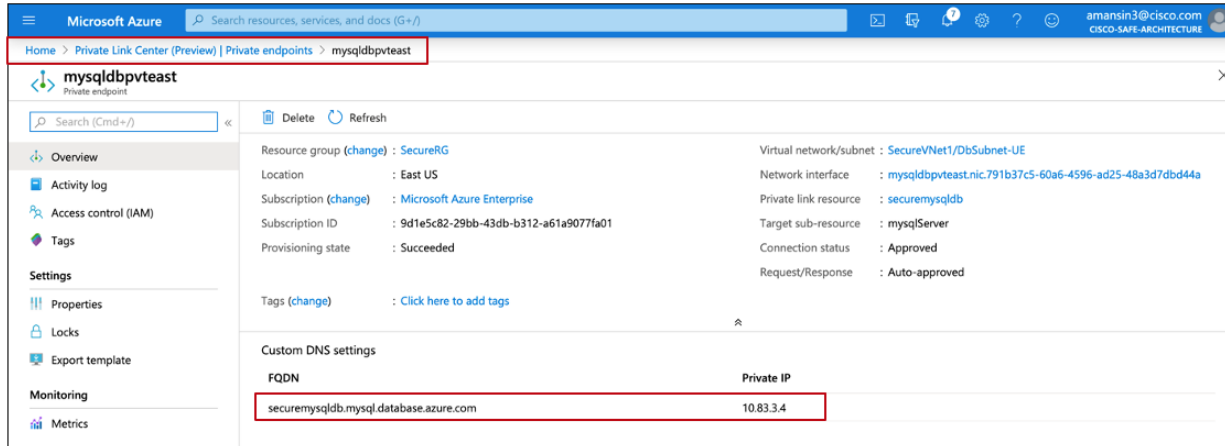 Microsoft Azure
Search resources, services, and docs (G+/)
7
amansin3@cisco.com
CISCO-SAFE-ARCHITECTURE
Home > Private Link Center (Preview) | Private endpoints > mysqldbpvteast
mysqldbpvteast
Private endpoint
Search (Cmd+/)
Overview
Activity log
Access control (IAM)
Tags
Settings
Properties
Locks
Export template
Monitoring
Metrics
Delete Refresh
Resource group (change) : SecureRG
Location : East US
Subscription (change) : Microsoft Azure Enterprise
Subscription ID : 9d1e5c82-29bb-43db-b312-a61a9077fa01
Provisioning state : Succeeded
Virtual network/subnet : SecureVNet1/DbSubnet-UE
Network interface : mysqldbpvteast.nic.791b37c5-60a6-4596-ad25-48a3d7dbd44a
Private link resource : securemysqldb
Target sub-resource : mysqlServer
Connection status : Approved
Request/Response : Auto-approved
Tags (change) : Click here to add tags
Custom DNS settings
FQDN Private IP
securemysqldb.mysql.database.azure.com 10.83.3.4